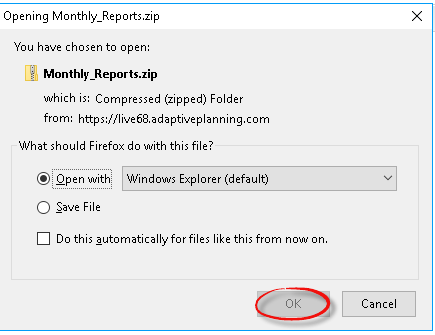 Opening Monthly_Reports.zip
You have chosen to open:
Monthly_Reports.zip
which is: Compressed (zipped) Folder
from: https://live68.adaptiveplanning.com
What should Firefox do with this file?
Open with Windows Explorer (default)
Save File
Do this automatically for files like this from now on.
OK Cancel